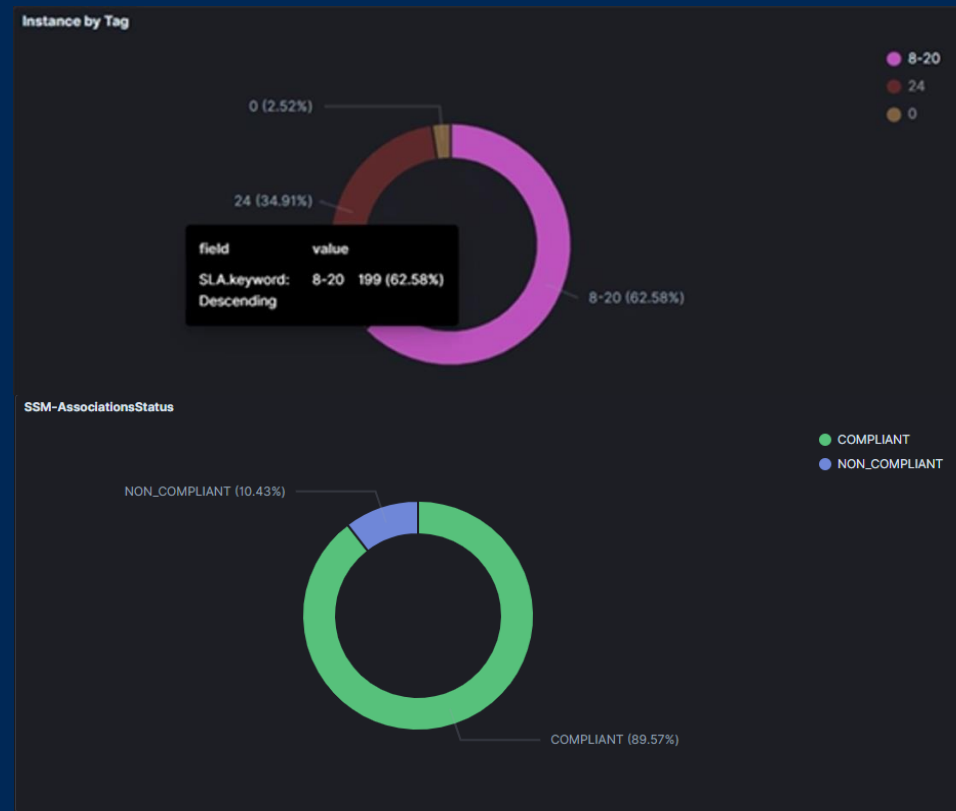 Instance by Tag
8-20
24
0
0 (2.52%)
24 (34.91%)
field value
SLA.keyword: 8-20 199 (62.58%)
Descending
8-20 (62.58%)
SSM-AssociationsStatus
COMPLIANT
NON_COMPLIANT
NON_COMPLIANT (10.43%)
COMPLIANT (89.57%)